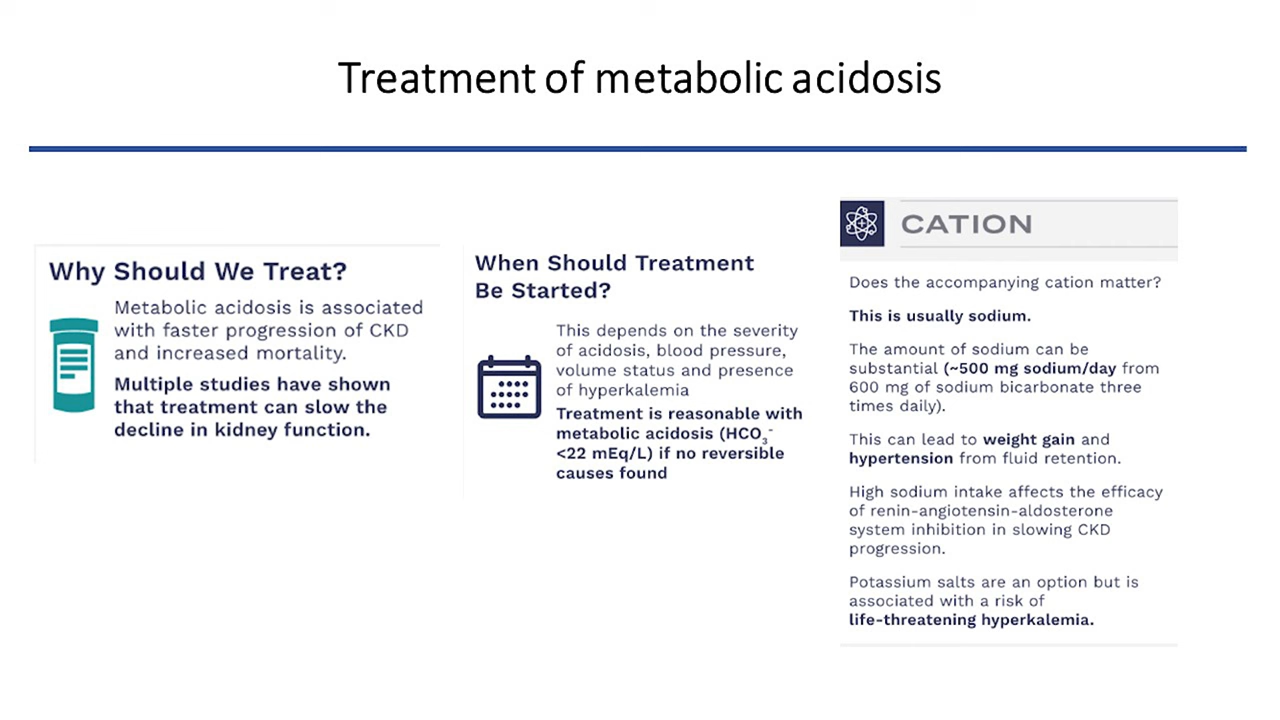 Treatment of metabolic acidosis
Why Should We Treat?
Metabolic acidosis is associated
with faster progression of CKD
and increased mortality.
Multiple studies have shown
that treatment can slow the
decline in kidney function.
When Should Treatment
Be Started?
This depends on the severity
of acidosis, blood pressure,
volume status and presence
of hyperkalemia
Treatment is reasonable with
metabolic acidosis (HCO₃⁻
<22 mEq/L) if no reversible
causes found
CATION
Does the accompanying cation matter?
This is usually sodium.
The amount of sodium can be
substantial (~500 mg sodium/day from
600 mg of sodium bicarbonate three
times daily).
This can lead to weight gain and
hypertension from fluid retention.
High sodium intake affects the efficacy
of renin-angiotensin-aldosterone
system inhibition in slowing CKD
progression.
Potassium salts are an option but is
associated with a risk of
life-threatening hyperkalemia.